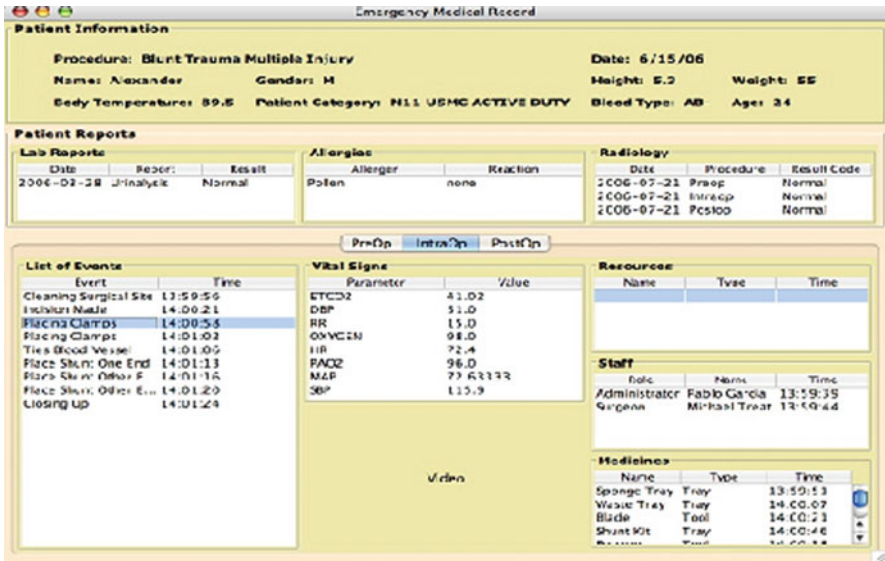 Emergency Medical Record
Patient Information
Procedure: Blunt Trauma Multiple Injury Date: 6/15/06
Name: Alexander Gender: M Height: 5.2 Weight: 55
Body Temperature: 89.5 Patient Category: N11 USMC ACTIVE DUTY Blood Type: AB Age: 24
Patient Reports
Lab Reports
Date Report Result
2006-02-28 Urinalysis Normal
Allergies
Allergen Reaction
Pollen none
Radiology
Date Procedure Result Code
2006-07-21 Preop Normal
2006-07-21 Intraop Normal
2006-07-21 Postop Normal
PreOp IntraOp PostOp
List of Events
Event Time
Cleaning Surgical Site 13:59:56
Incision Made 14:00:21
Placing Clamps 14:00:53
Placing Clamps 14:01:02
Ties Blood Vessel 14:01:06
Place Shunt One End 14:01:13
Place Shunt Other E... 14:01:16
Place Shunt Other E... 14:01:20
Closing Up 14:01:24
Vital Signs
Parameter Value
ETCO2 41.02
DBP 51.0
RR 15.0
OXYGEN 98.0
HR 72.4
PAO2 96.0
MAP 72.63333
SBP 115.9
Video
Resources
Name Type Time
Staff
Role Name Time
Administrator Pablo Garcia 13:59:39
Surgeon Michael Treat 13:59:44
Medicines
Name Type Time
Sponge Tray Tray 13:59:53
Waste Tray Tray 14:00:07
Blade Tool 14:00:21
Shunt Kit Tray 14:00:46